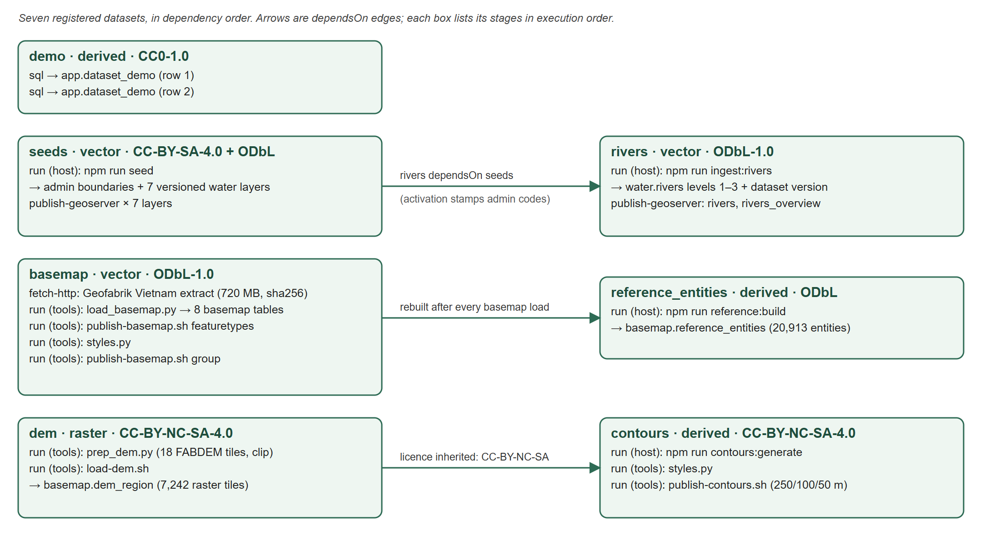 Seven registered datasets, in dependency order. Arrows are dependsOn edges; each box lists its stages in execution order.
demo · derived · CC0-1.0
sql → app.dataset_demo (row 1)
sql → app.dataset_demo (row 2)
seeds · vector · CC-BY-SA-4.0 + ODbL
run (host): npm run seed
→ admin boundaries + 7 versioned water layers
publish-geoserver × 7 layers
rivers dependsOn seeds
(activation stamps admin codes)
rivers · vector · ODbL-1.0
run (host): npm run ingest:rivers
→ water.rivers levels 1–3 + dataset version
publish-geoserver: rivers, rivers_overview
basemap · vector · ODbL-1.0
fetch-http: Geofabrik Vietnam extract (720 MB, sha256)
run (tools): load_basemap.py → 8 basemap tables
run (tools): publish-basemap.sh featuretypes
run (tools): styles.py
run (tools): publish-basemap.sh group
rebuilt after every basemap load
reference_entities · derived · ODbL
run (host): npm run reference:build
→ basemap.reference_entities (20,913 entities)
dem · raster · CC-BY-NC-SA-4.0
run (tools): prep_dem.py (18 FABDEM tiles, clip)
run (tools): load-dem.sh
→ basemap.dem_region (7,242 raster tiles)
licence inherited: CC-BY-NC-SA
contours · derived · CC-BY-NC-SA-4.0
run (host): npm run contours:generate
run (tools): styles.py
run (tools): publish-contours.sh (250/100/50 m)